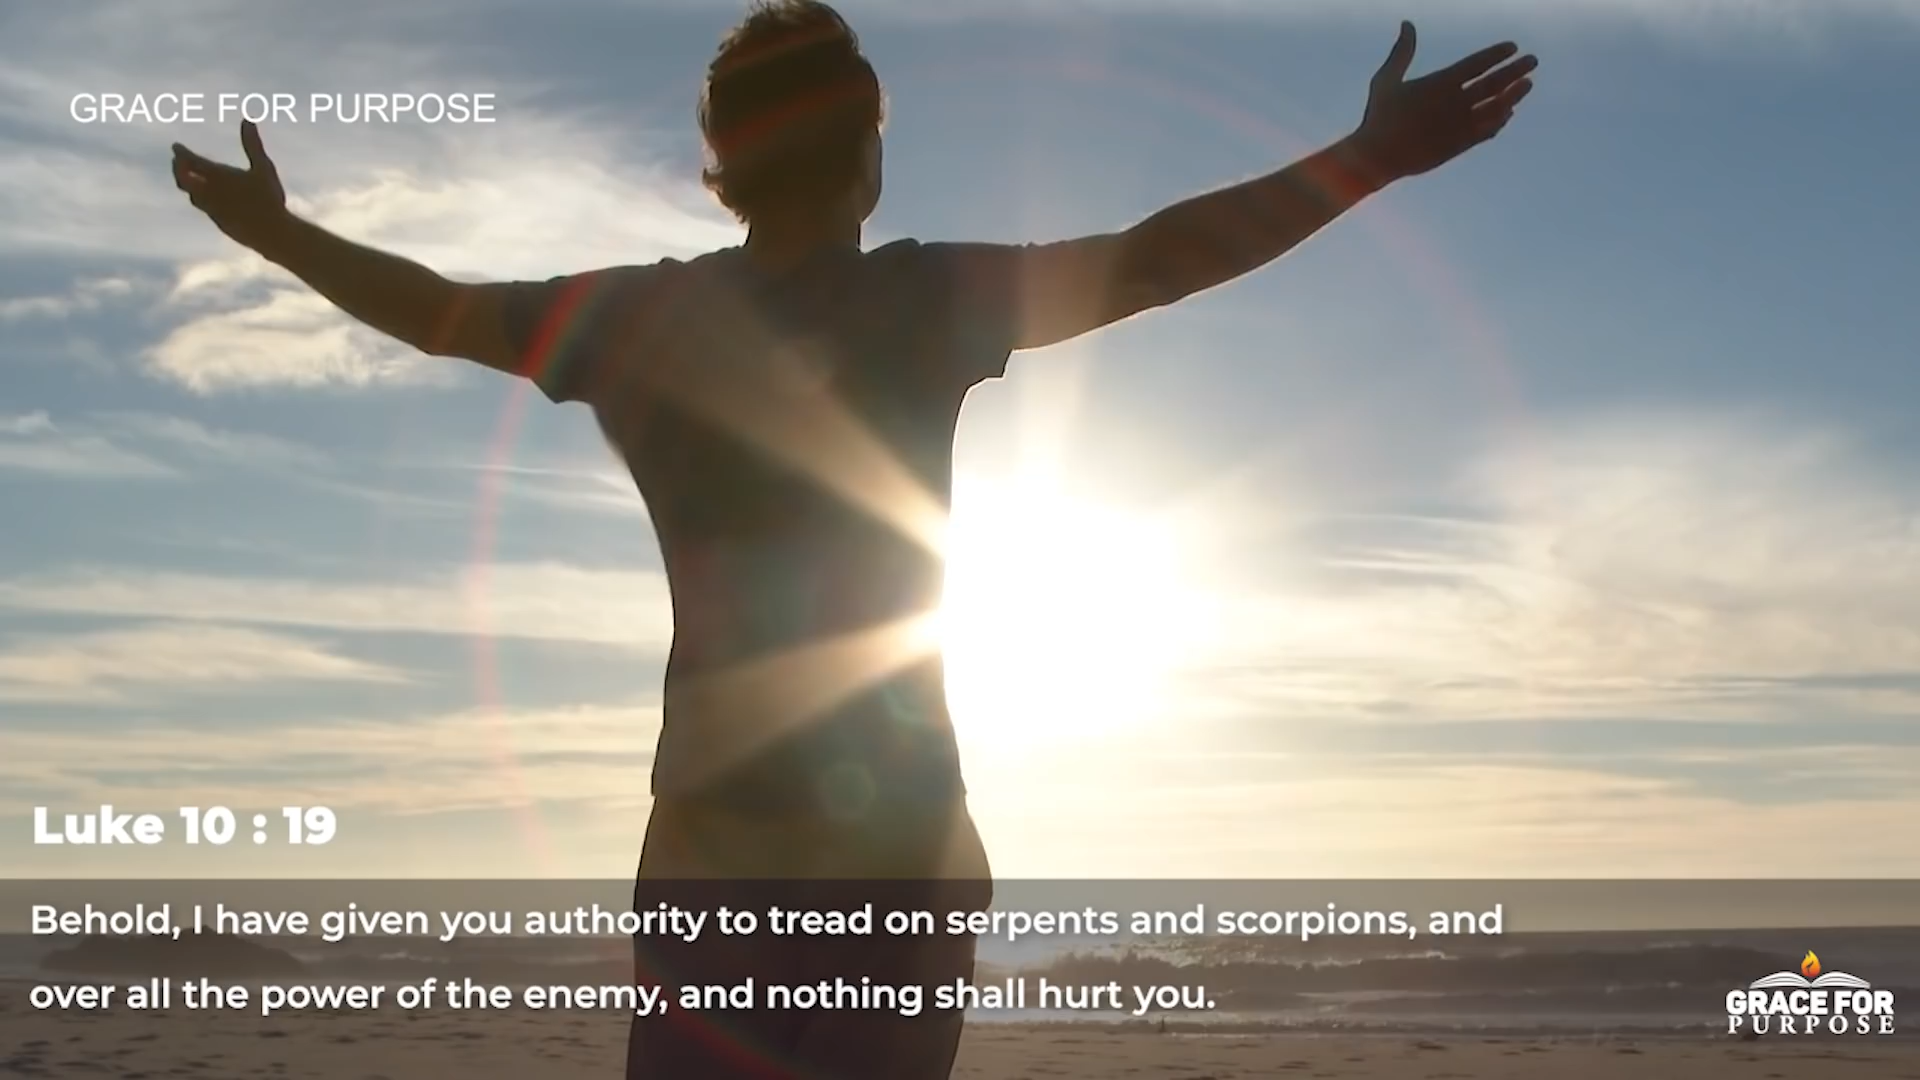 GRACE FOR PURPOSE
Luke 10 : 19
Behold, I have given you authority to tread on serpents and scorpions, and
over all the power of the enemy, and nothing shall hurt you.
GRACE FOR
PURPOSE